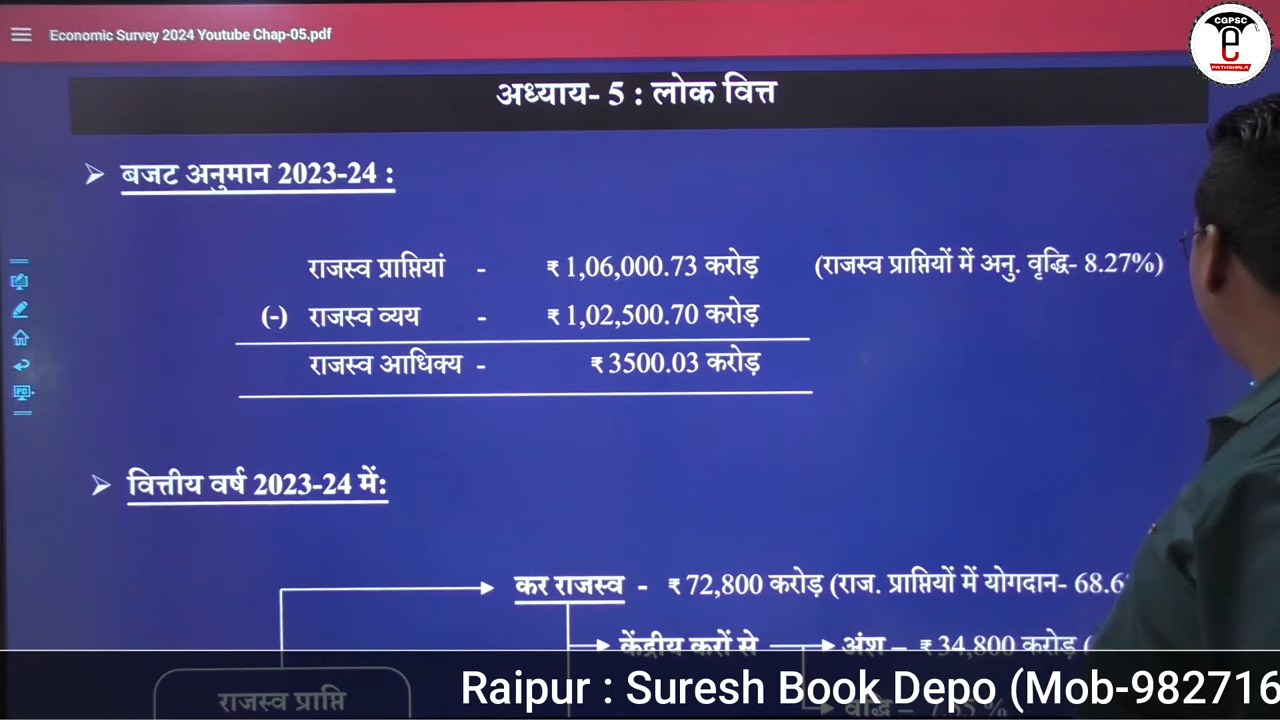 Economic Survey 2024 Youtube Chap-05.pdf
CGPSC
e
PATHSHALA
अध्याय- 5 : लोक वित्त
➢ बजट अनुमान 2023-24 :
राजस्व प्राप्तियां - ₹ 1,06,000.73 करोड़ (राजस्व प्राप्तियों में अनु. वृद्धि- 8.27%)
(-) राजस्व व्यय - ₹ 1,02,500.70 करोड़
राजस्व आधिक्य - ₹ 3500.03 करोड़
➢ वित्तीय वर्ष 2023-24 में:
कर राजस्व - ₹ 72,800 करोड़ (राज. प्राप्तियों में योगदान- 68.6
केंद्रीय करों से अंश – ₹ 34,800 करोड़ (
राजस्व प्राप्ति
वृद्धि –
Raipur : Suresh Book Depo (Mob-982716